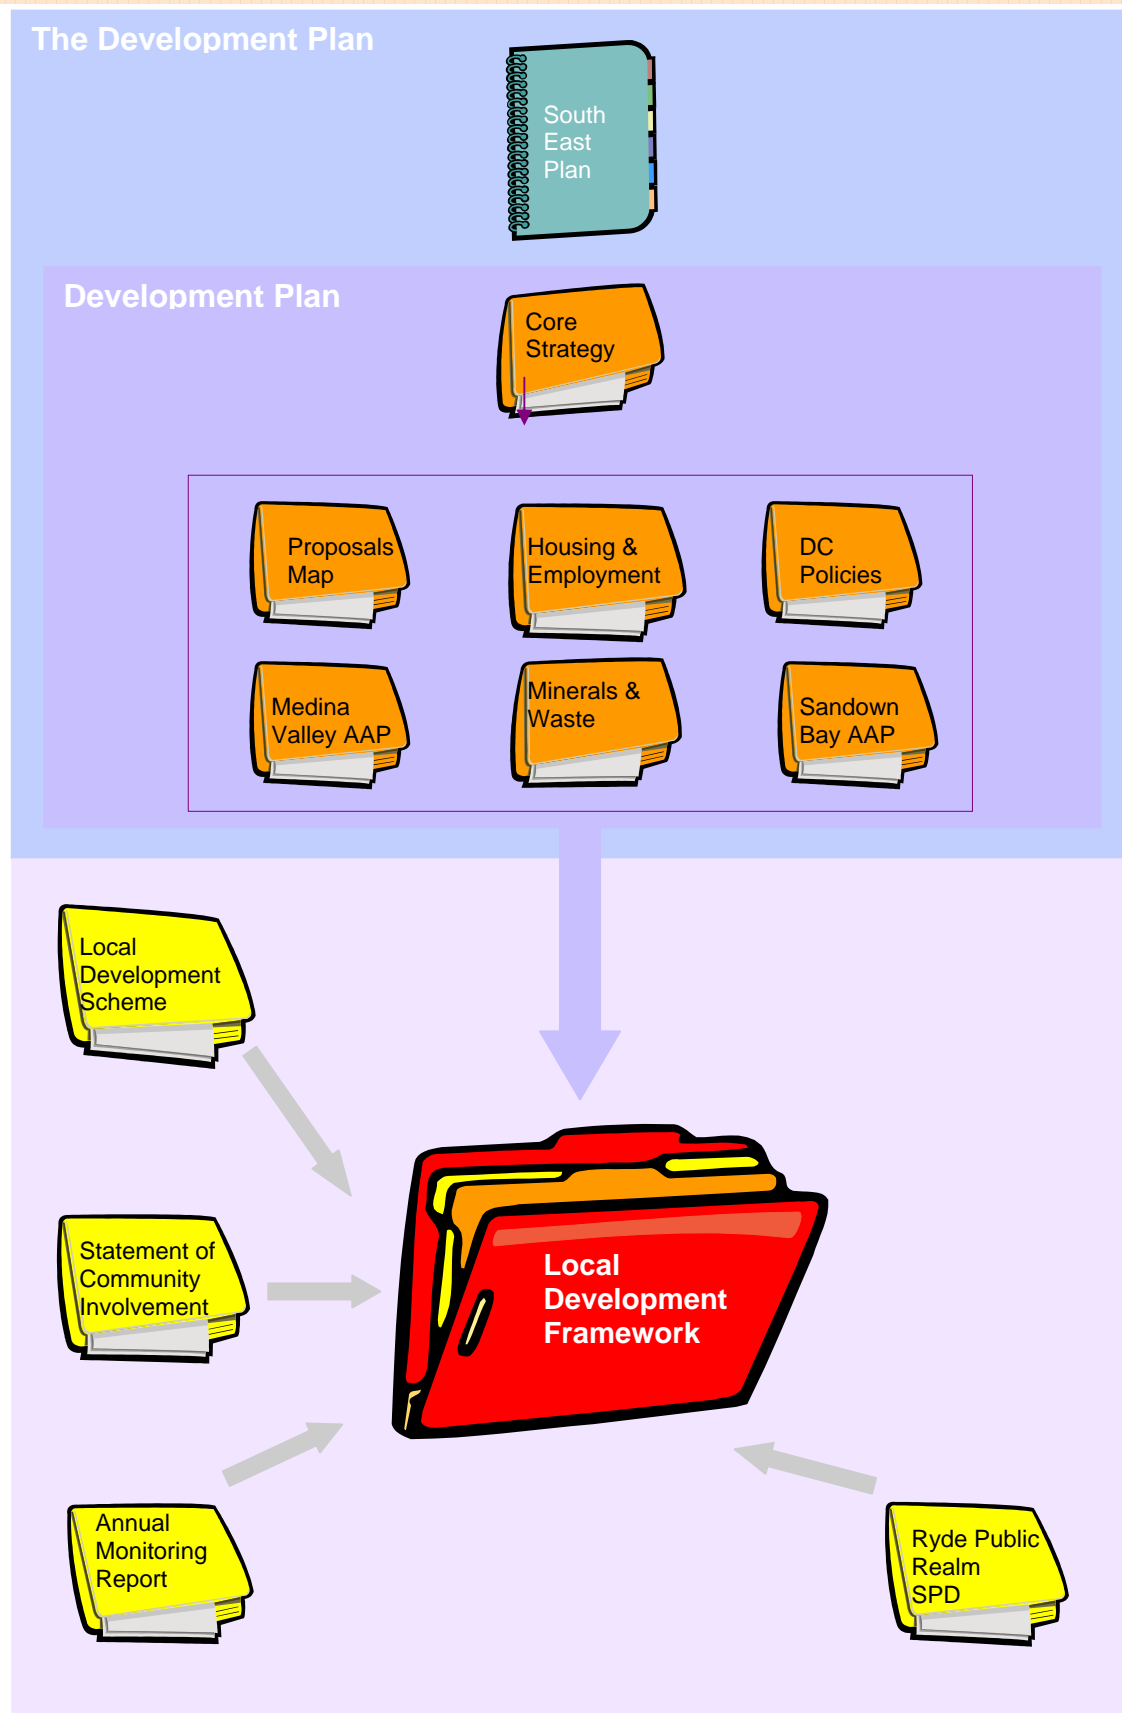 The Development Plan
South
East
Plan
Development Plan
Core
Strategy
Proposals
Map
Housing &
Employment
DC
Policies
Medina
Valley AAP
Minerals &
Waste
Sandown
Bay AAP
Local
Development
Scheme
Statement of
Community
Involvement
Local
Development
Framework
Annual
Monitoring
Report
Ryde Public
Realm
SPD